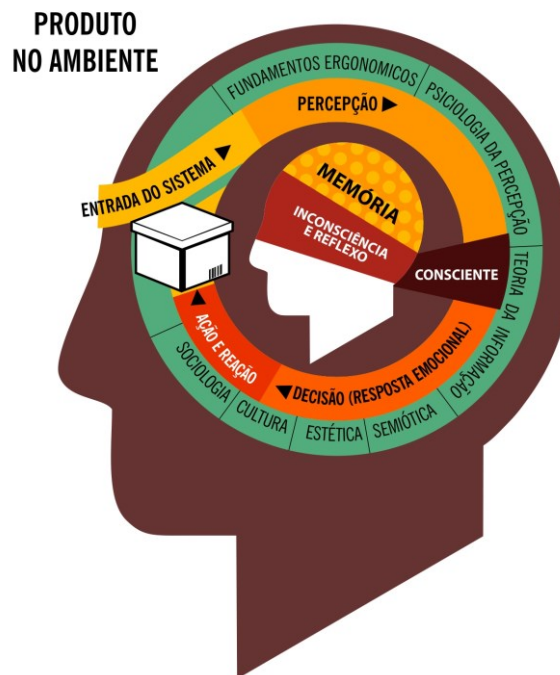 PRODUTO
NO AMBIENTE
FUNDAMENTOS ERGONOMICOS
PSICIOLOGIA DA PERCEPÇÃO
PERCEPÇÃO
ENTRADA DO SISTEMA
MEMÓRIA
INCONSCIÊNCIA
E REFLEXO
CONSCIENTE
TEORIA DA INFORMAÇÃO
AÇÃO E REAÇÃO
DECISÃO (RESPOSTA EMOCIONAL)
SOCIOLOGIA
CULTURA
ESTÉTICA
SEMIÓTICA